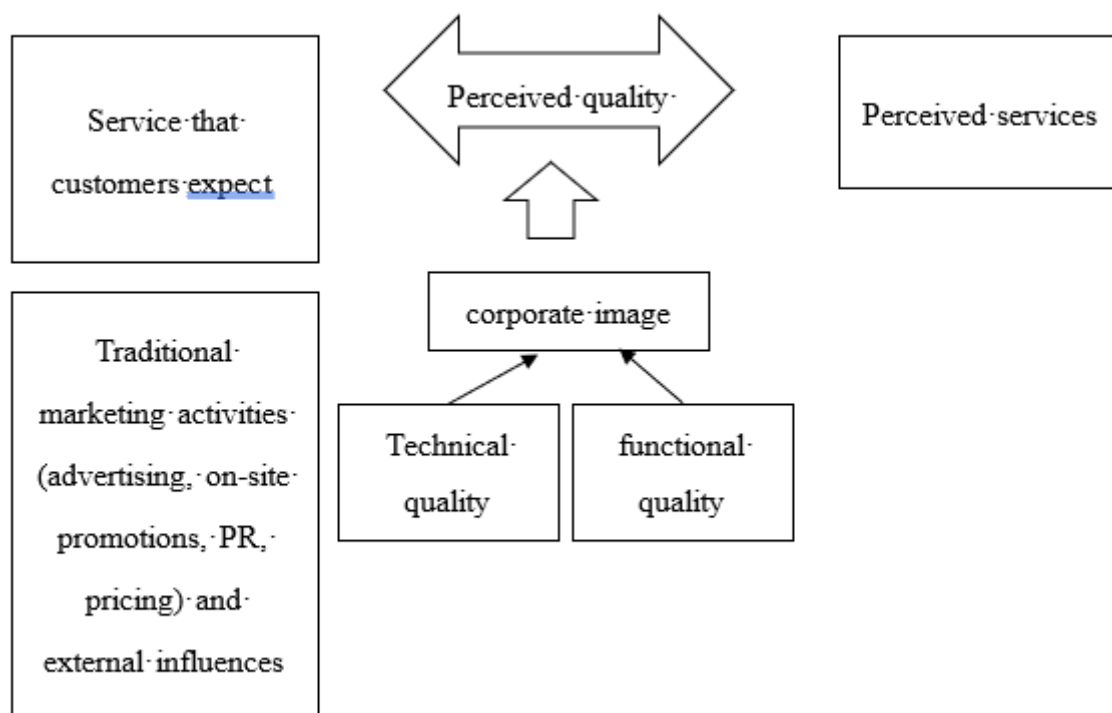 Service that
customers expect
Perceived quality
Perceived services
corporate image
Traditional
marketing activities
(advertising, on-site
promotions, PR,
pricing) and
external influences
Technical
quality
functional
quality